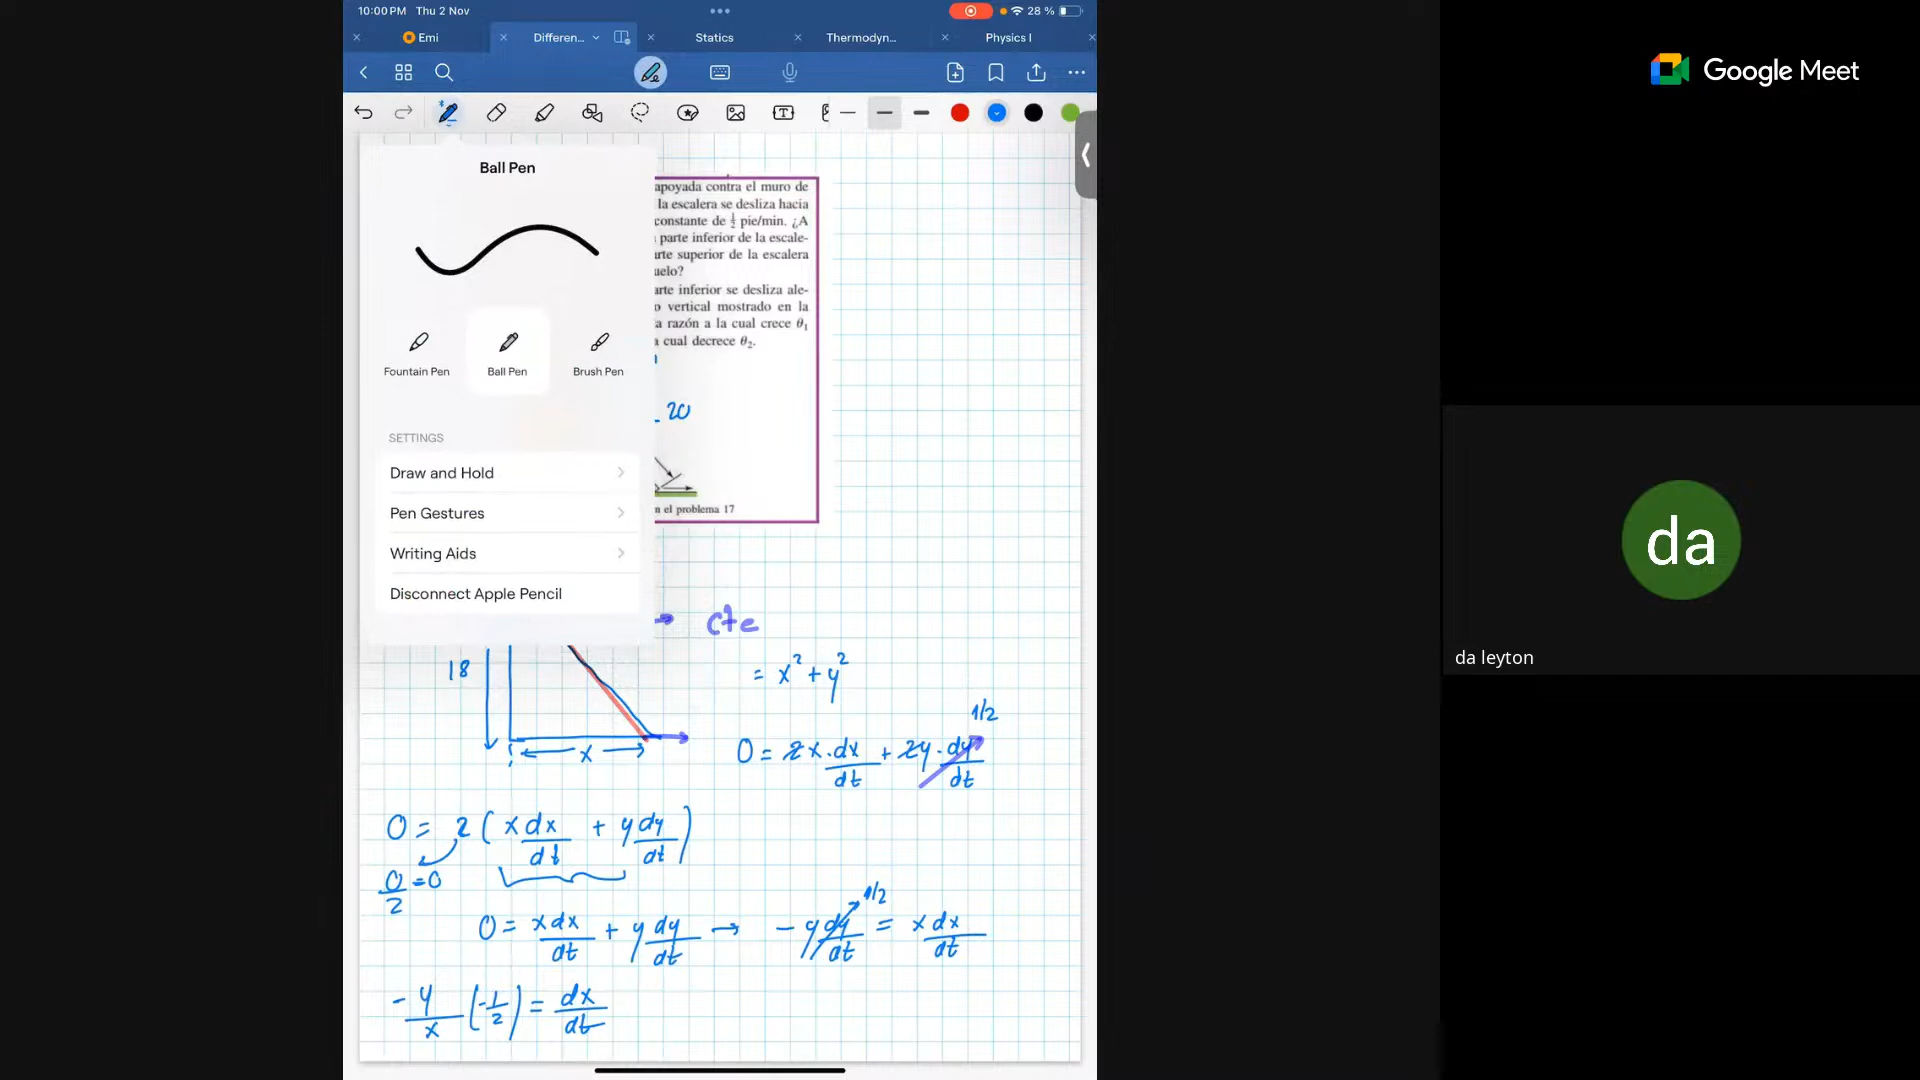 10:00 PM Thu 2 Nov
28 %
Emi
Differen...
Statics
Thermodyn...
Physics I
Google Meet
Ball Pen
Fountain Pen
Ball Pen
Brush Pen
SETTINGS
Draw and Hold
Pen Gestures
Writing Aids
Disconnect Apple Pencil
apoyada contra el muro de
la escalera se desliza hacia
constante de ½ pie/min. ¿A
parte inferior de la escale-
rte superior de la escalera
uelo?
arte inferior se desliza ale-
o vertical mostrado en la
a razón a la cual crece θ₁
a cual decrece θ₂.
20
n el problema 17
cte
18
= x² + y²
x
1/2
0 = 2x · dx/dt + 2y · dy/dt
0 = 2 ( x dx/dt + y dy/dt )
0/2 = 0
0 = x dx/dt + y dy/dt → - y dy/dt 1/2 = x dx/dt
- y/x (-1/2) = dx/dt
da
da leyton